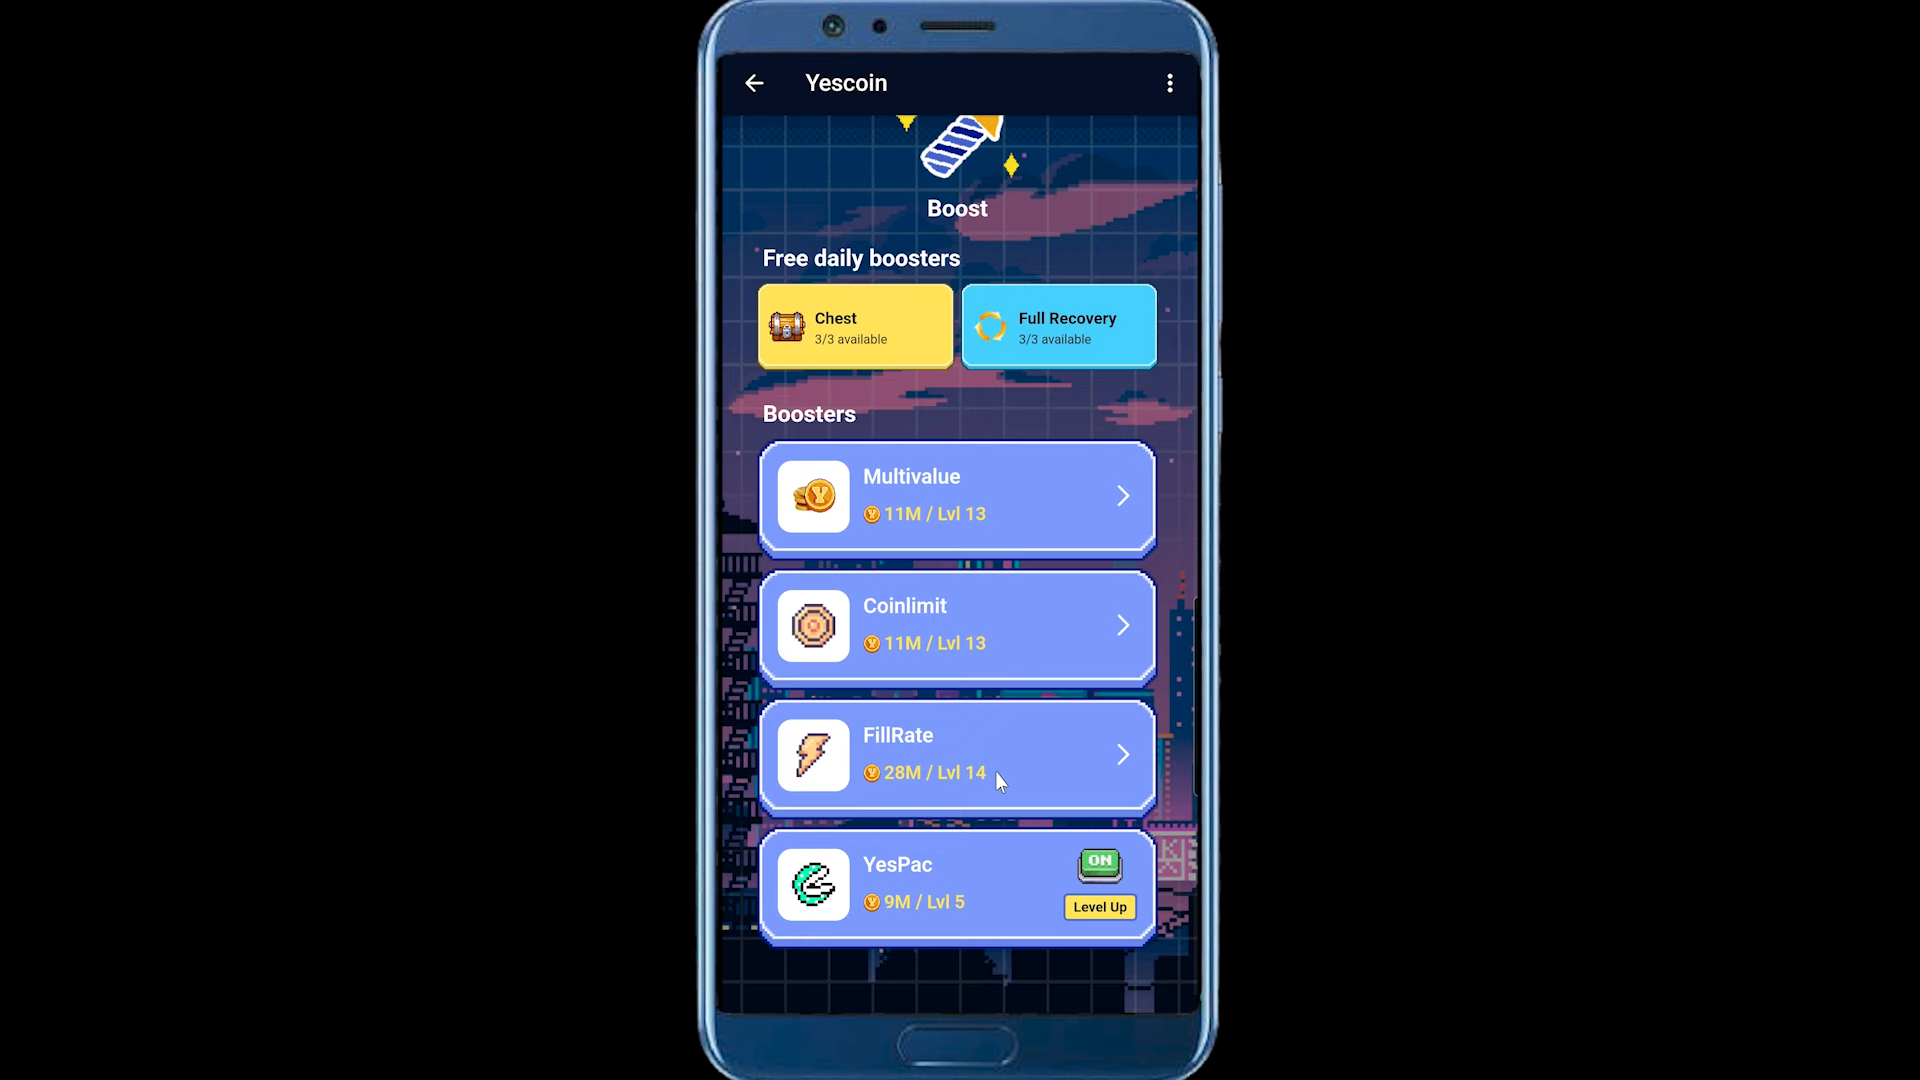 Yescoin
Boost
Free daily boosters
Chest
3/3 available
Full Recovery
3/3 available
Boosters
Multivalue
11M / Lvl 13
Coinlimit
11M / Lvl 13
FillRate
28M / Lvl 14
YesPac
9M / Lvl 5
ON
Level Up